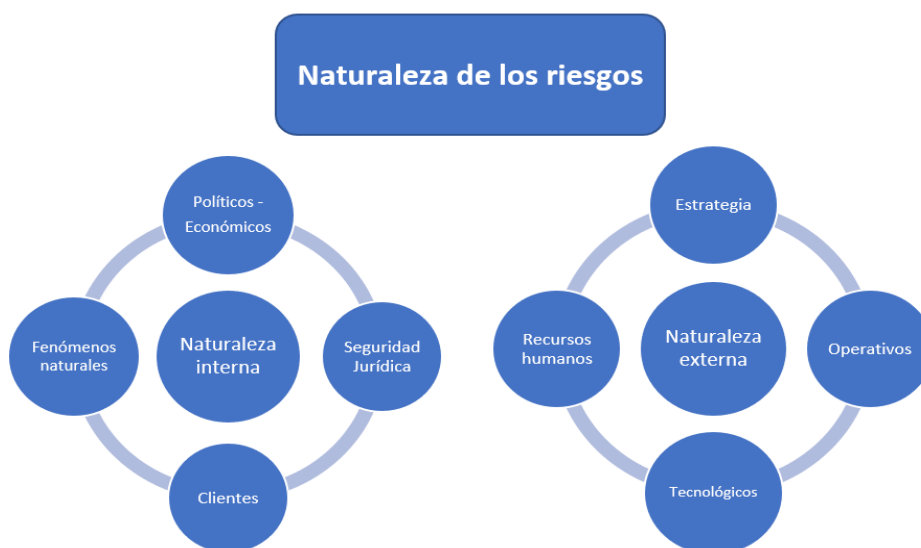 Naturaleza de los riesgos
Políticos -
Económicos
Fenómenos
naturales
Naturaleza
interna
Seguridad
Jurídica
Clientes
Estrategia
Recursos
humanos
Naturaleza
externa
Operativos
Tecnológicos